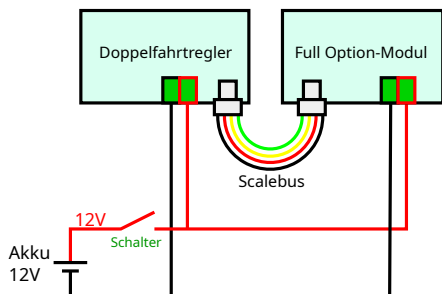 Doppelfahrtregler
Full Option-Modul
Scalebus
12V
Schalter
Akku
12V